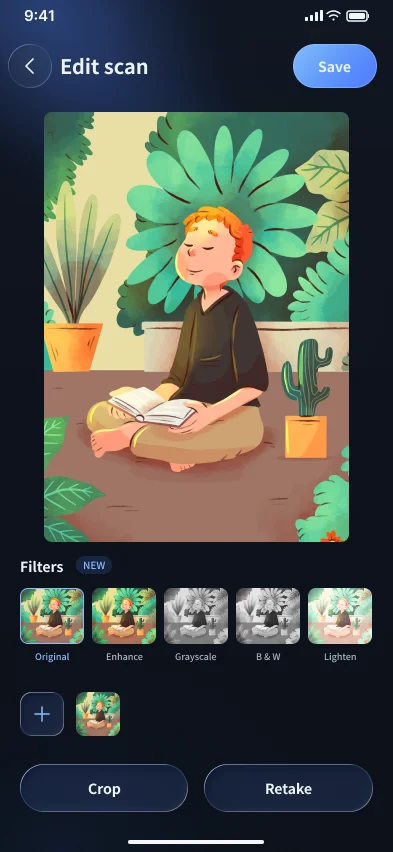 9:41
Edit scan
Save
Filters
NEW
Original
Enhance
Grayscale
B & W
Lighten
Crop
Retake